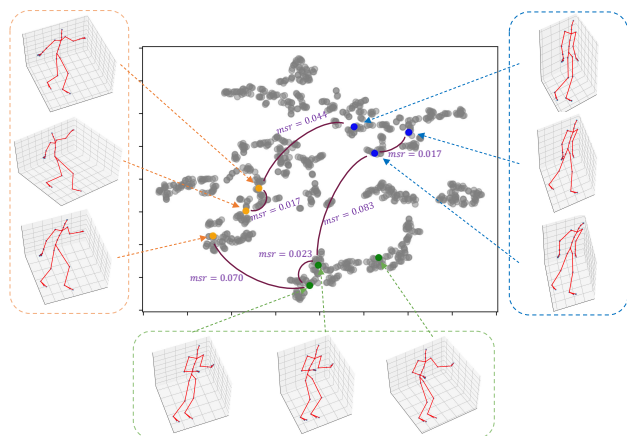 msr = 0.044
msr = 0.017
msr = 0.017
msr = 0.083
msr = 0.023
msr = 0.070